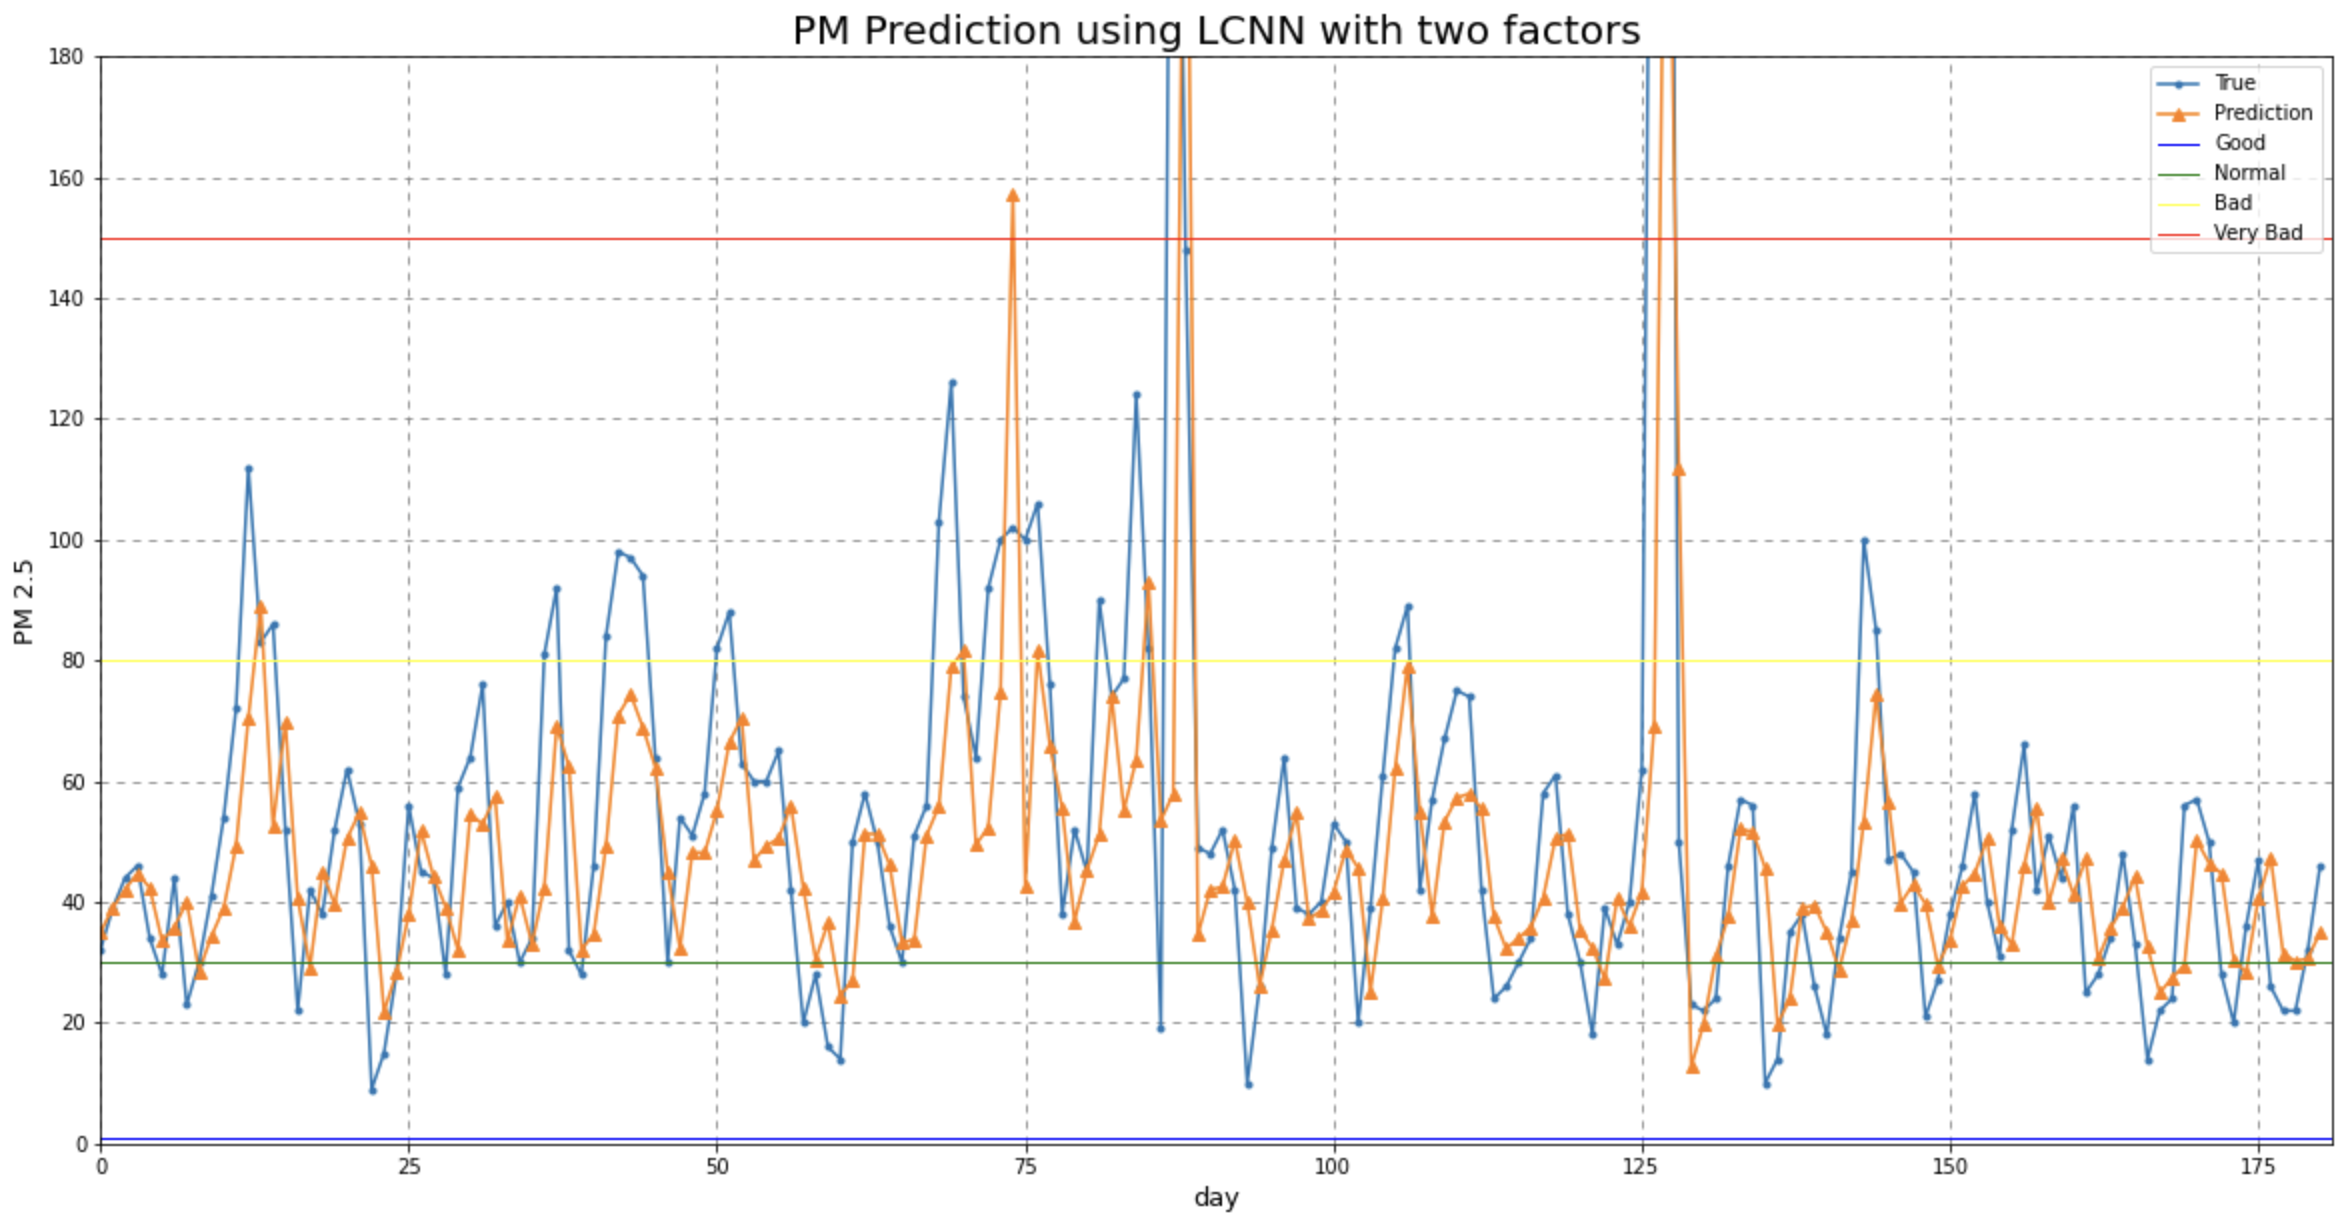 PM Prediction using LCNN with two factors
180
160
140
120
100
80
60
40
20
0
PM 2.5
True
Prediction
Good
Normal
Bad
Very Bad
0 25 50 75 100 125 150 175
day